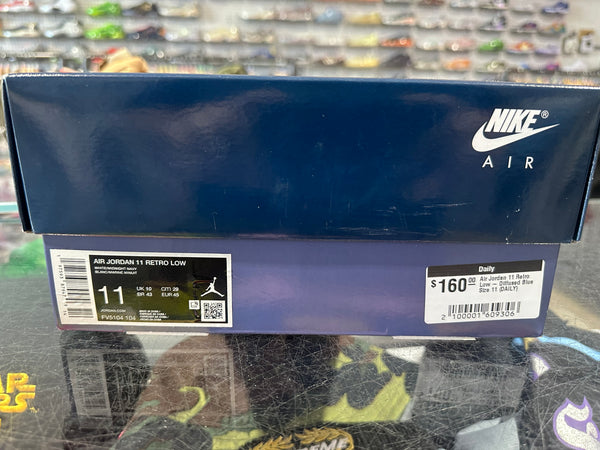 NIKE®
AIR
AIR JORDAN 11 RETRO LOW
WHITE/MIDNIGHT NAVY
BLANC/MARINE MINUIT
11
UK 10
CM 29
BR 43
EUR 45
JORDAN.COM
FV5104 104
Daily
$160.00
Air Jordan 11 Retro
Low – Diffused Blue
Size 11 (DAILY)
2 100001 609306